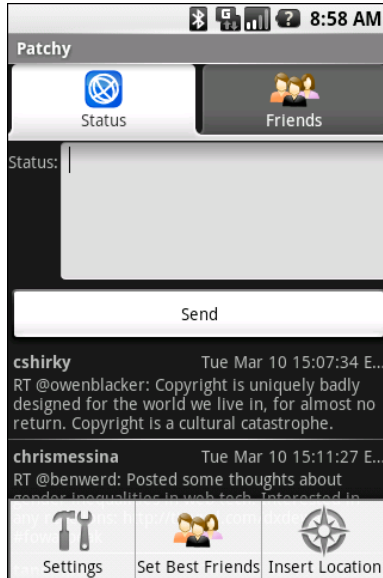 8:58 AM
Patchy
Status
Friends
Status:
Send
cshirky Tue Mar 10 15:07:34 E...
RT @owenblacker: Copyright is uniquely badly
designed for the world we live in, for almost no
return. Copyright is a cultural catastrophe.
chrismessina Tue Mar 10 15:11:27 E...
RT @benwerd: Posted some thoughts about
gender inequalities in web tech. Interested in
Settings
Set Best Friends
Insert Location